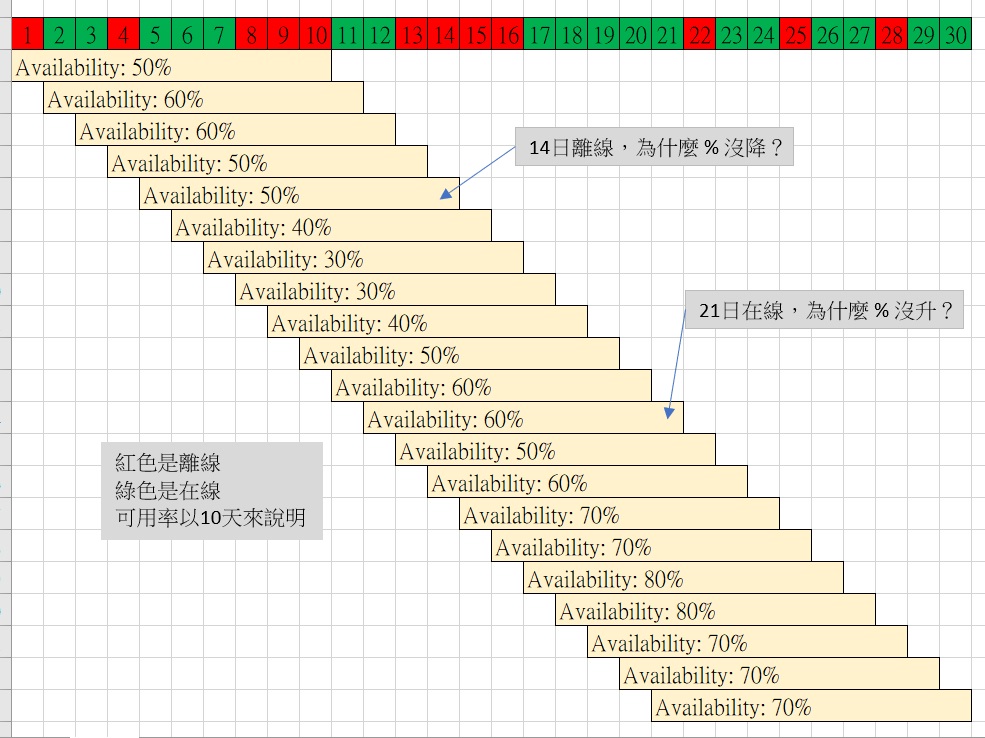 1 2 3 4 5 6 7 8 9 10 11 12 13 14 15 16 17 18 19 20 21 22 23 24 25 26 27 28 29 30
Availability: 50%
Availability: 60%
Availability: 60%
14日離線，為什麼 % 沒降？
Availability: 50%
Availability: 50%
Availability: 40%
Availability: 30%
Availability: 30%
21日在線，為什麼 % 沒升？
Availability: 40%
Availability: 50%
Availability: 60%
Availability: 60%
Availability: 50%
紅色是離線
綠色是在線
可用率以10天來說明
Availability: 60%
Availability: 70%
Availability: 70%
Availability: 80%
Availability: 80%
Availability: 70%
Availability: 70%
Availability: 70%